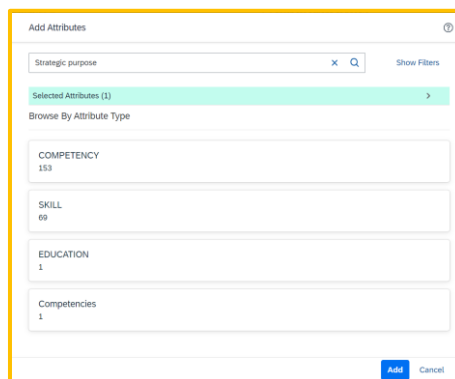 Add Attributes
Strategic purpose
Show Filters
Selected Attributes (1)
Browse By Attribute Type
COMPETENCY
153
SKILL
69
EDUCATION
1
Competencies
1
Add Cancel